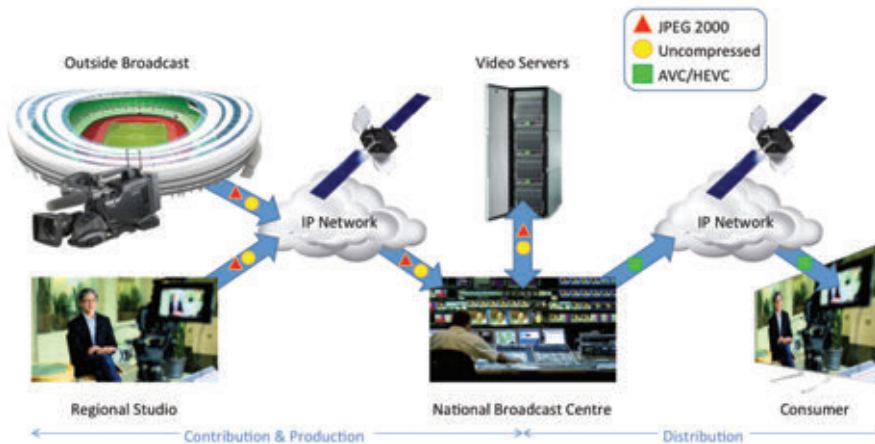 JPEG 2000
Uncompressed
AVC/HEVC
Outside Broadcast
Video Servers
IP Network
IP Network
Regional Studio
National Broadcast Centre
Consumer
Contribution & Production
Distribution